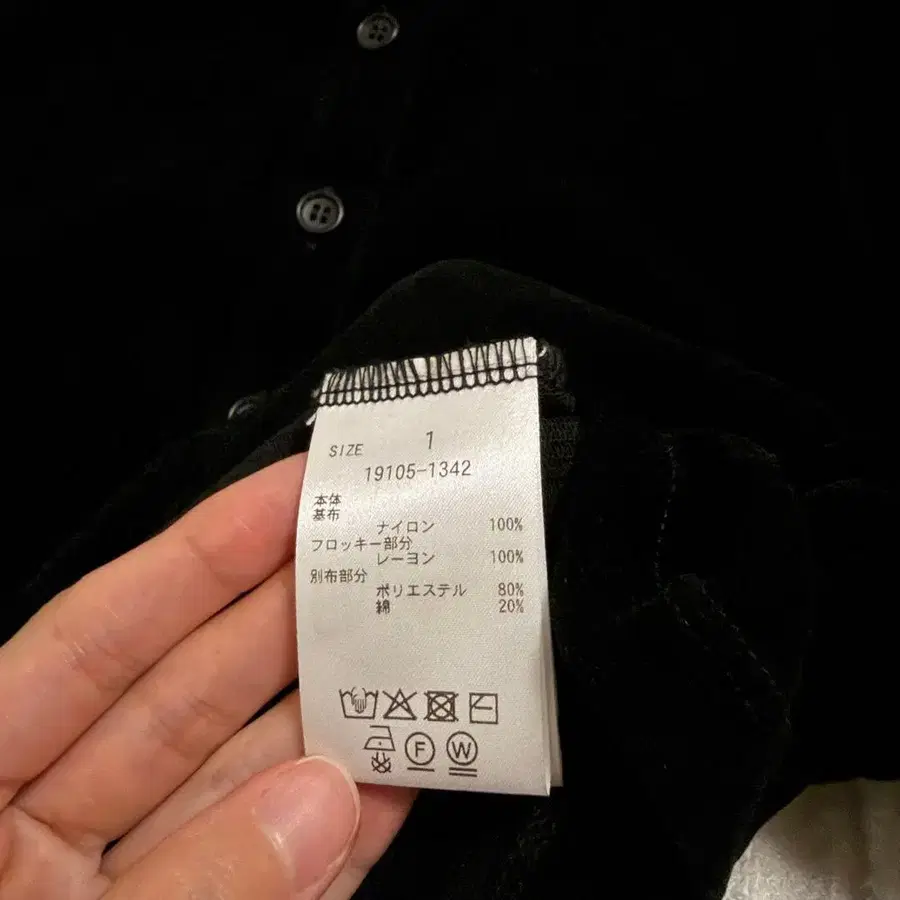 SIZE 1
19105-1342
本体
基布
ナイロン 100%
フロッキー部分
レーヨン 100%
別布部分
ポリエステル 80%
綿 20%
F W